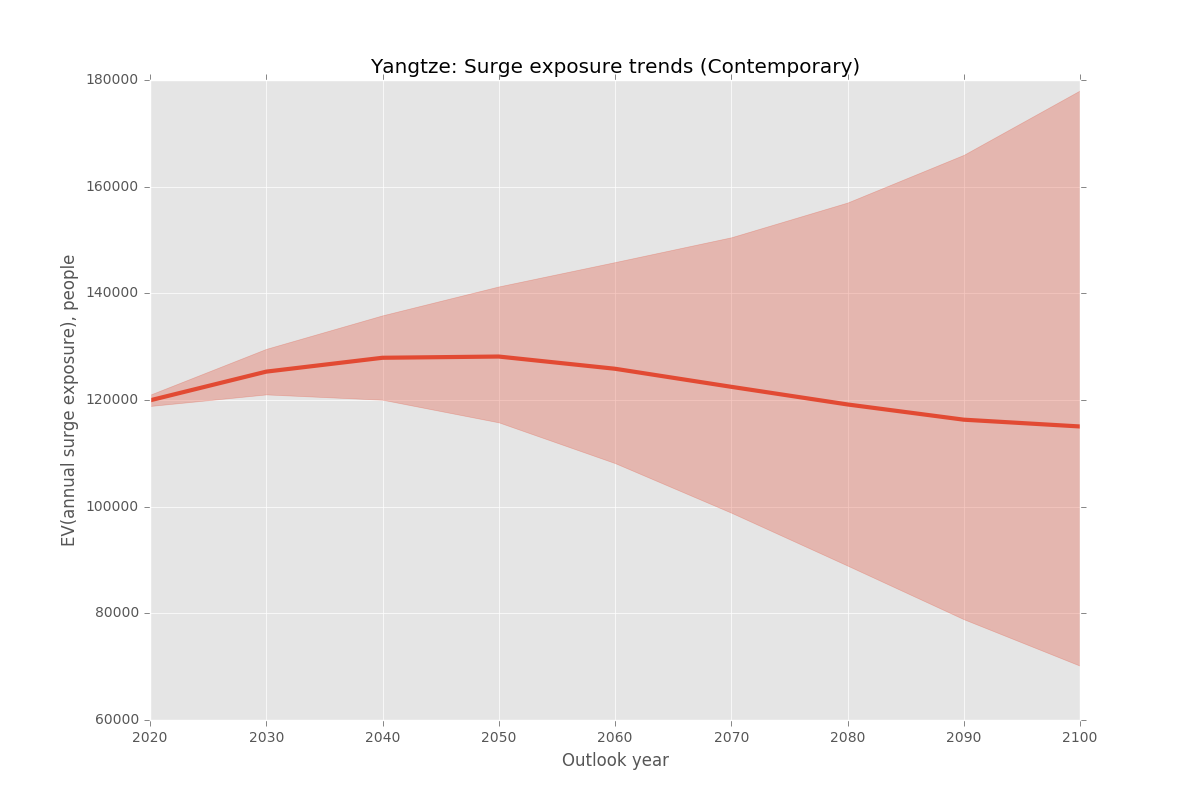 Yangtze: Surge exposure trends (Contemporary)
EV(annual surge exposure), people
180000
160000
140000
120000
100000
80000
60000
2020 2030 2040 2050 2060 2070 2080 2090 2100
Outlook year